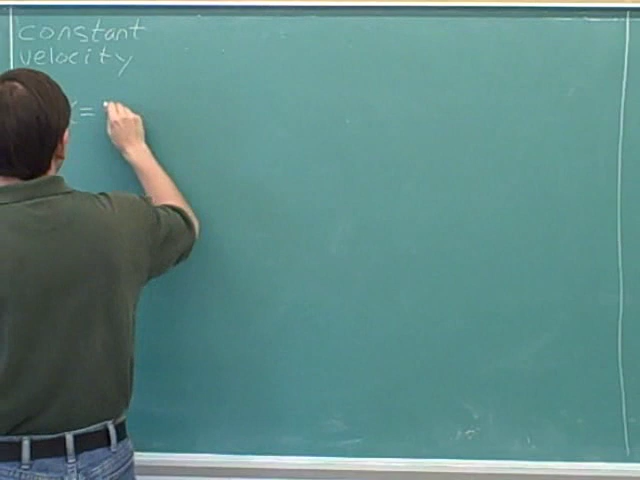 constant
velocity
x =